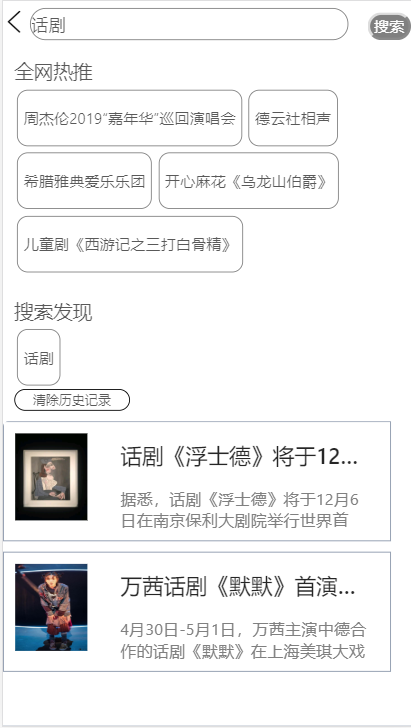 话剧
搜索
全网热推
周杰伦2019“嘉年华”巡回演唱会
德云社相声
希腊雅典爱乐乐团
开心麻花《乌龙山伯爵》
儿童剧《西游记之三打白骨精》
搜索发现
话剧
清除历史记录
话剧《浮士德》将于12...
据悉，话剧《浮士德》将于12月6
日在南京保利大剧院举行世界首
万茜话剧《默默》首演...
4月30日-5月1日，万茜主演中德合
作的话剧《默默》在上海美琪大戏